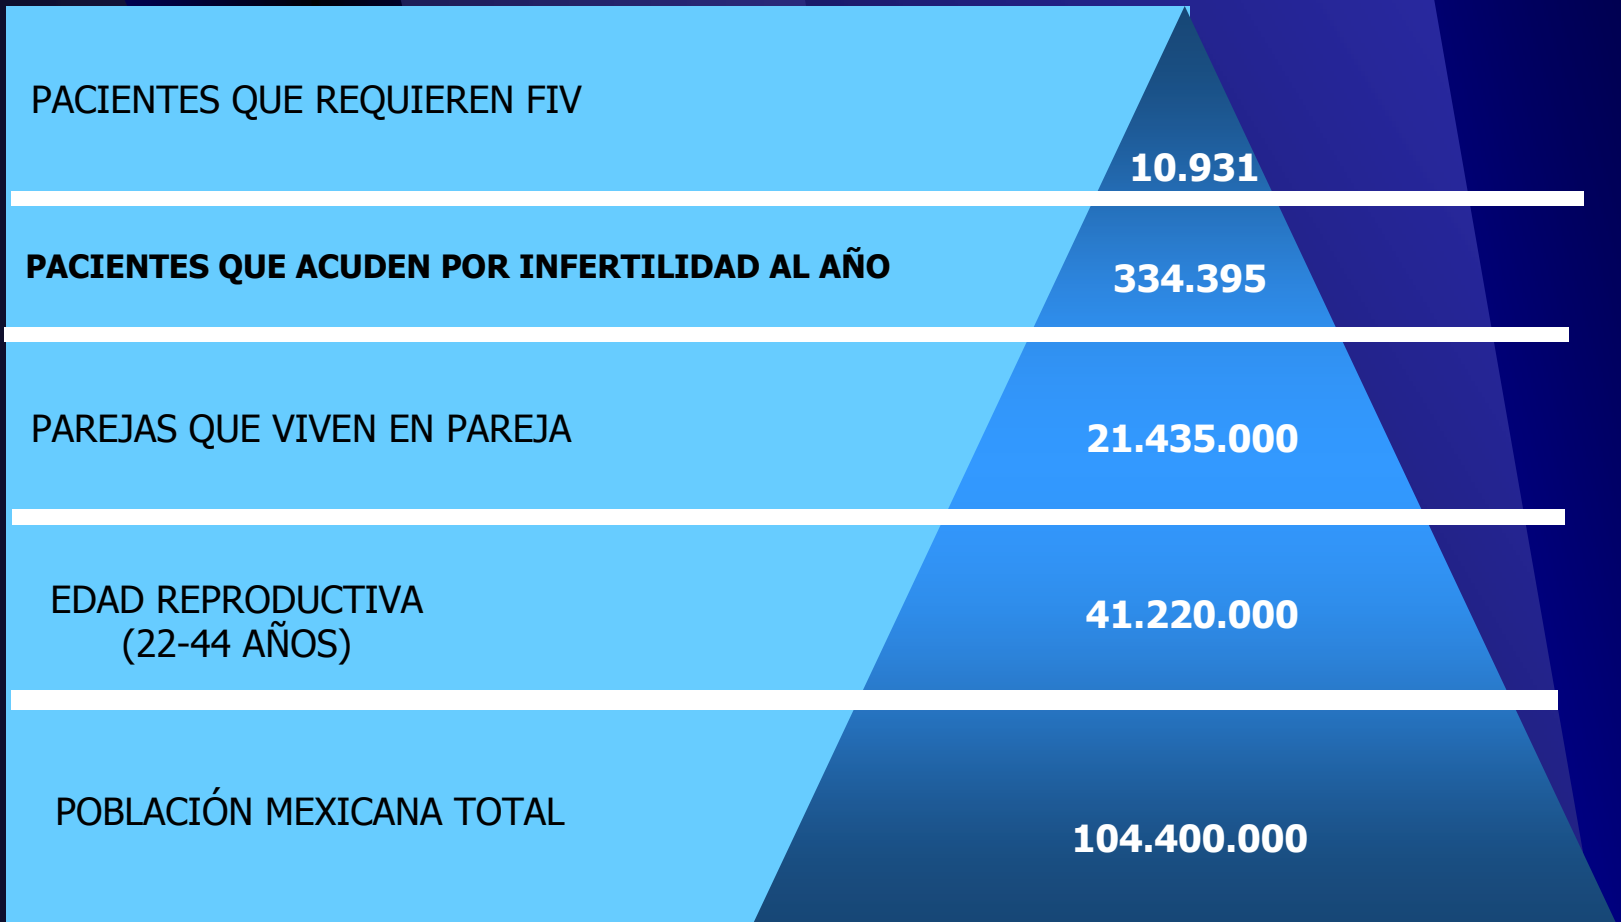 PACIENTES QUE REQUIEREN FIV
10.931
PACIENTES QUE ACUDEN POR INFERTILIDAD AL AÑO
334.395
PAREJAS QUE VIVEN EN PAREJA
21.435.000
EDAD REPRODUCTIVA
(22-44 AÑOS)
41.220.000
POBLACIÓN MEXICANA TOTAL
104.400.000